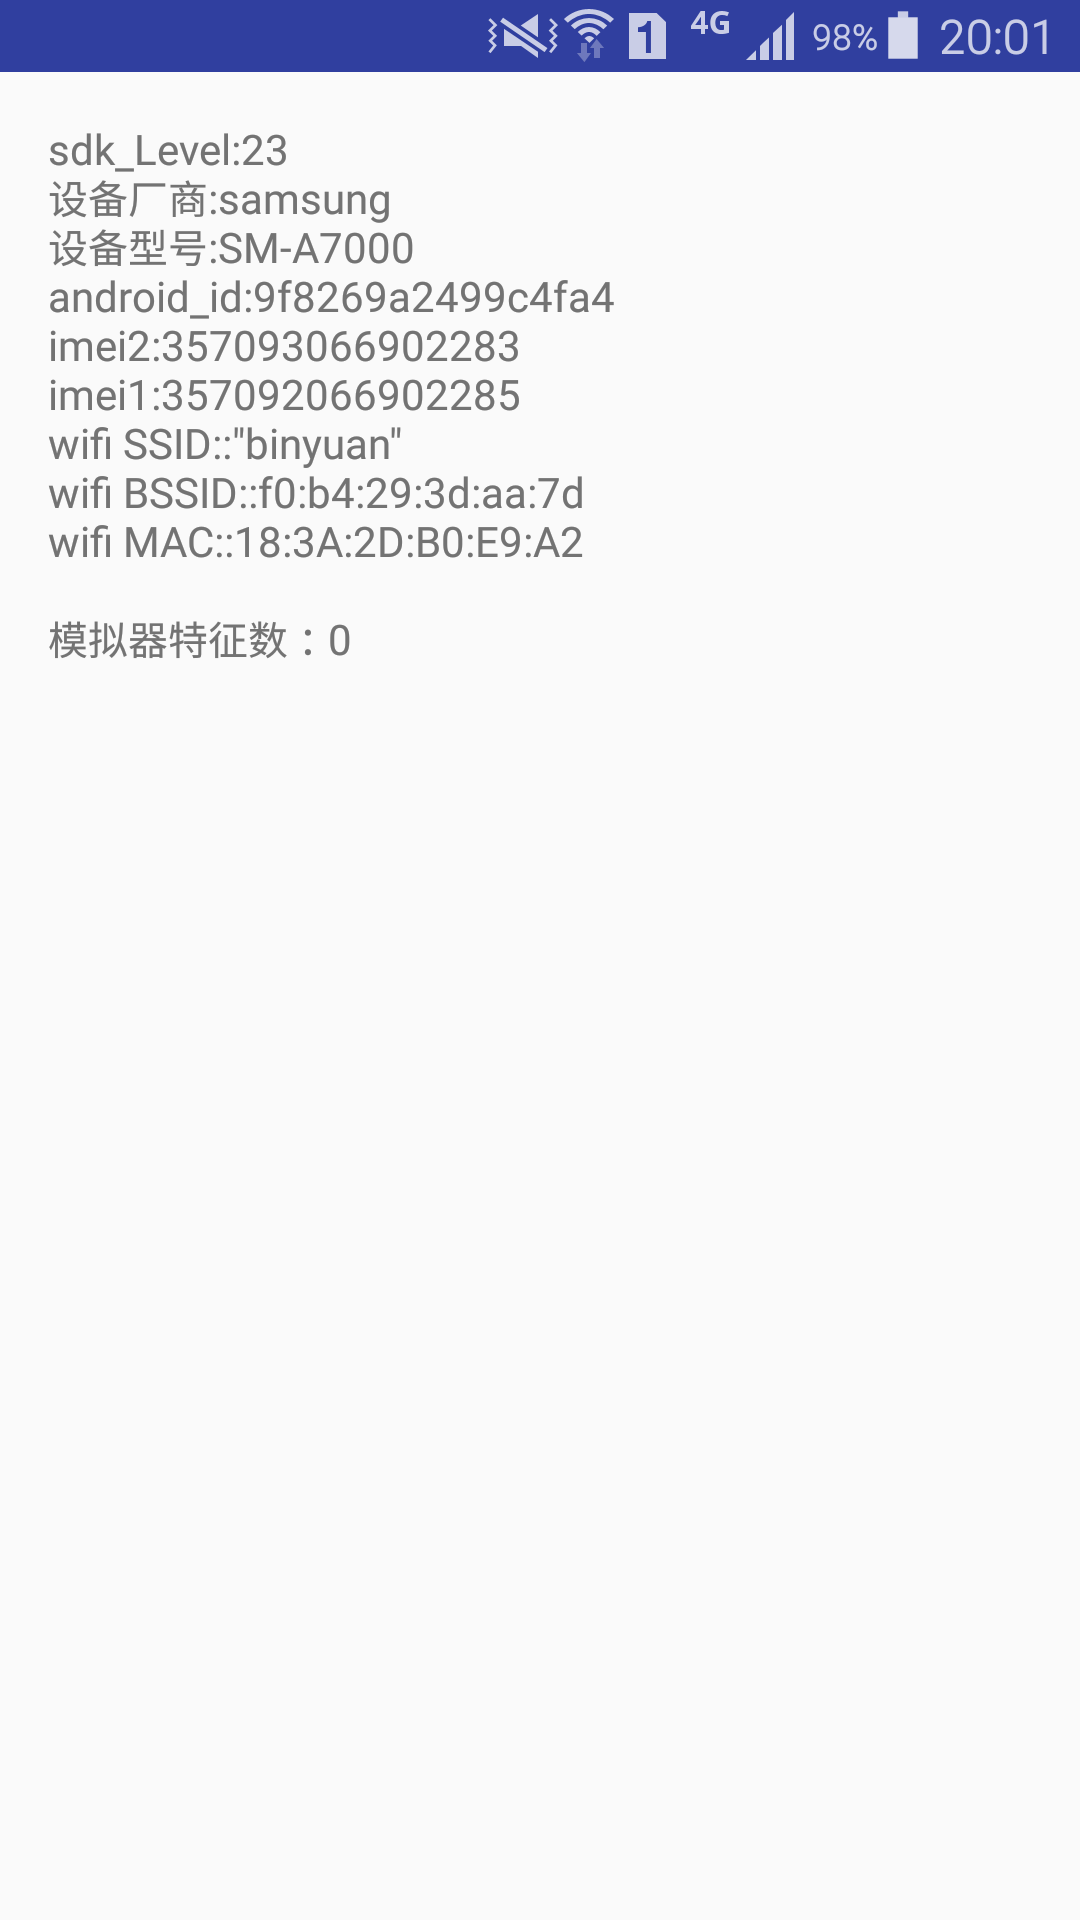 1 4G 98% 20:01
sdk_Level:23
设备厂商:samsung
设备型号:SM-A7000
android_id:9f8269a2499c4fa4
imei2:357093066902283
imei1:357092066902285
wifi SSID::"binyuan"
wifi BSSID::f0:b4:29:3d:aa:7d
wifi MAC::18:3A:2D:B0:E9:A2
模拟器特征数：0